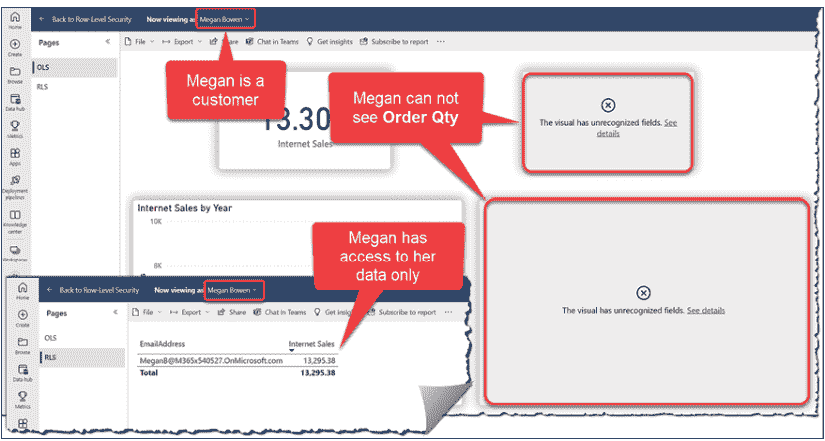 Home
Back to Row-Level Security
Now viewing as Megan Bowen
Create
Browse
Data hub
Metrics
Apps
Deployment
pipelines
Knowledge
center
Pages
OLS
RLS
File
Export
Share
Chat in Teams
Get insights
Subscribe to report
Megan is a
customer
Megan can not
see Order Qty
13.30
Internet Sales
The visual has unrecognized fields. See
details
Internet Sales by Year
10K
8K
Megan has
access to her
data only
The visual has unrecognized fields. See details
Home
Back to Row-Level Security
Now viewing as Megan Bowen
Create
Browse
Data hub
Metrics
Pages
OLS
RLS
File
Export
Share
Chat in Teams
Get insig
Subscribe to report
EmailAddress
Internet Sales
MeganB@M365x540527.OnMicrosoft.com
13,295.38
Total
13,295.38